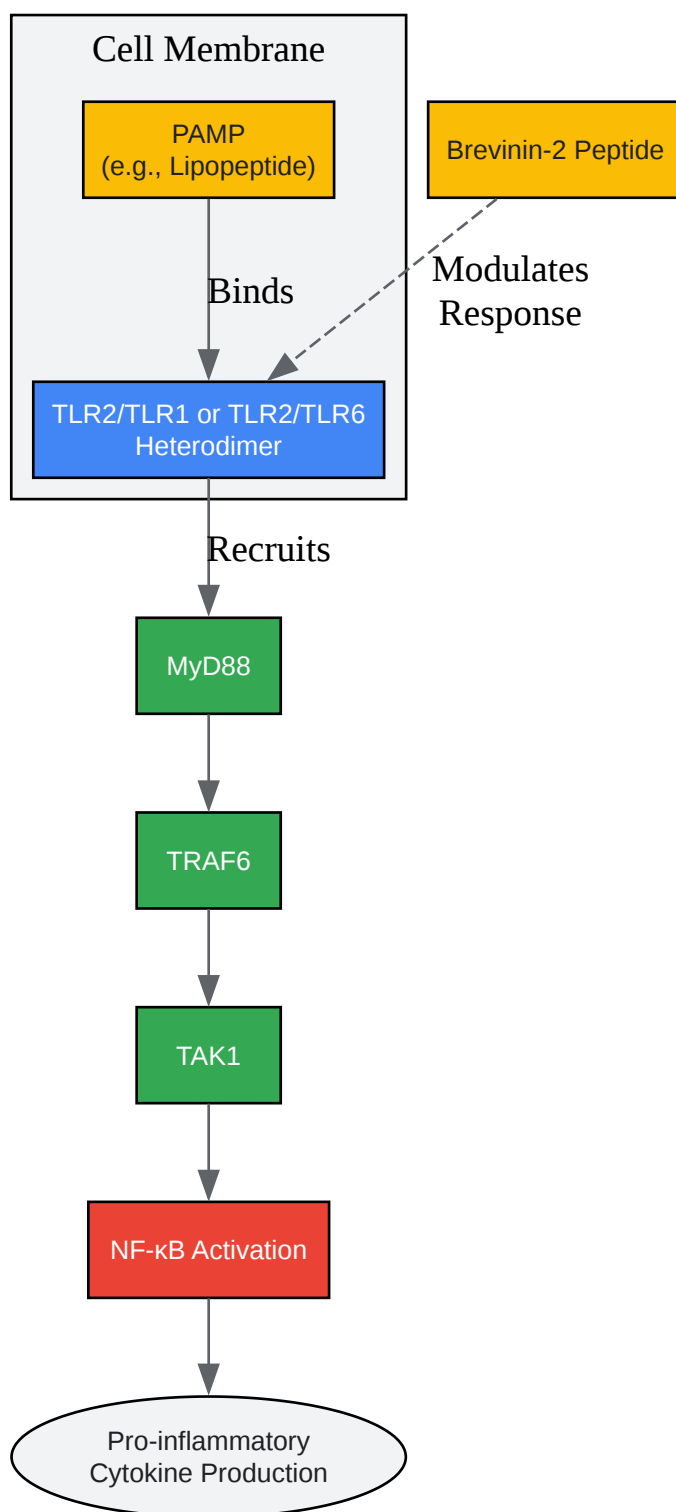 Cell Membrane
PAMP
(e.g., Lipopeptide)
Brevinin-2 Peptide
Binds
Modulates
Response
TLR2/TLR1 or TLR2/TLR6
Heterodimer
Recruits
MyD88
TRAF6
TAK1
NF-κB Activation
Pro-inflammatory
Cytokine Production